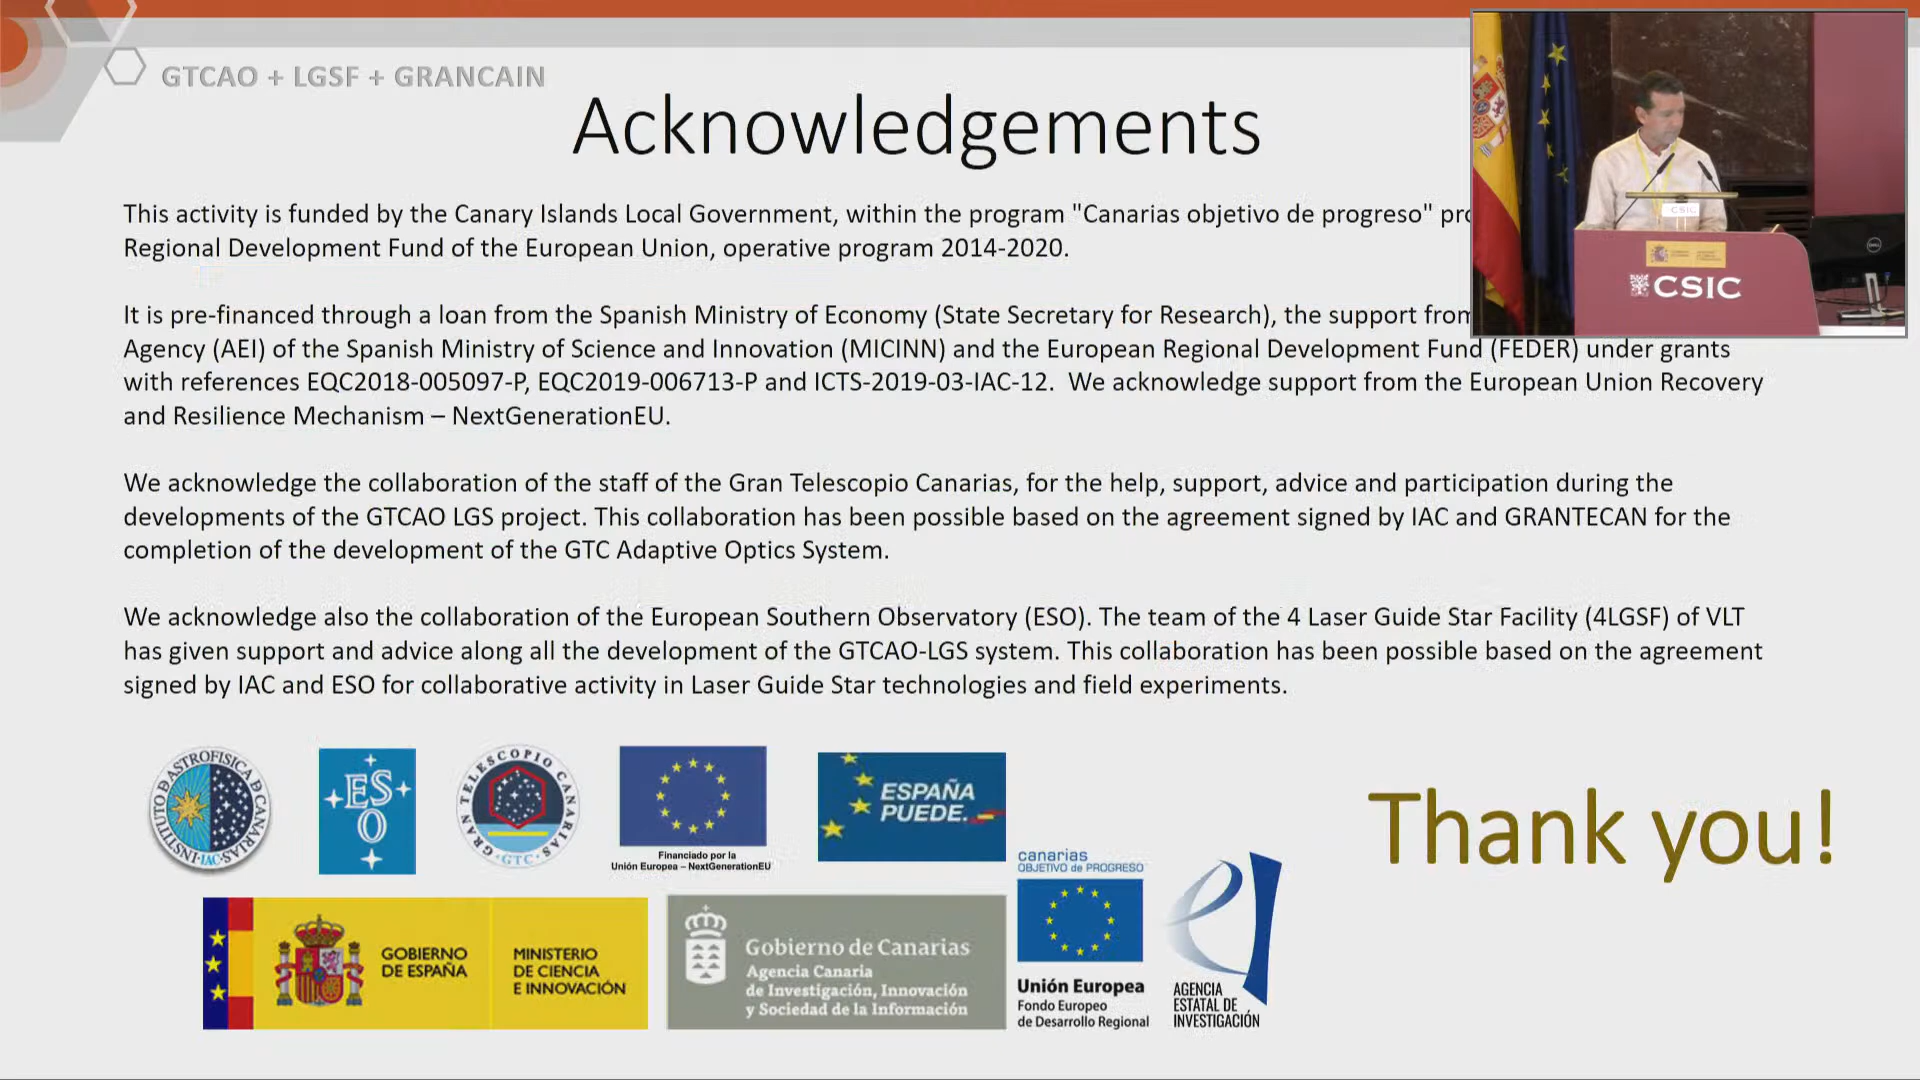 GTCAO + LGSF + GRANCAIN
Acknowledgements
This activity is funded by the Canary Islands Local Government, within the program "Canarias objetivo de progreso"
Regional Development Fund of the European Union, operative program 2014-2020.
It is pre-financed through a loan from the Spanish Ministry of Economy (State Secretary for Research), the support from
Agency (AEI) of the Spanish Ministry of Science and Innovation (MICINN) and the European Regional Development Fund (FEDER) under grants
with references EQC2018-005097-P, EQC2019-006713-P and ICTS-2019-03-IAC-12. We acknowledge support from the European Union Recovery
and Resilience Mechanism – NextGenerationEU.
We acknowledge the collaboration of the staff of the Gran Telescopio Canarias, for the help, support, advice and participation during the
developments of the GTCAO LGS project. This collaboration has been possible based on the agreement signed by IAC and GRANTECAN for the
completion of the development of the GTC Adaptive Optics System.
We acknowledge also the collaboration of the European Southern Observatory (ESO). The team of the 4 Laser Guide Star Facility (4LGSF) of VLT
has given support and advice along all the development of the GTCAO-LGS system. This collaboration has been possible based on the agreement
signed by IAC and ESO for collaborative activity in Laser Guide Star technologies and field experiments.
CSIC
CSIC
INSTITUTO D ASTROFISICA D CANARIAS
·IAC·
ES
O
GRAN TELESCOPIO CANARIAS
·GTC·
Financiado por la
Unión Europea – NextGenerationEU
ESPAÑA
PUEDE.
Thank you!
GOBIERNO
DE ESPAÑA
MINISTERIO
DE CIENCIA
E INNOVACIÓN
Gobierno de Canarias
Agencia Canaria
de Investigación, Innovación
y Sociedad de la Información
canarias
OBJETIVO de PROGRESO
Unión Europea
Fondo Europeo
de Desarrollo Regional
AGENCIA
ESTATAL DE
INVESTIGACIÓN